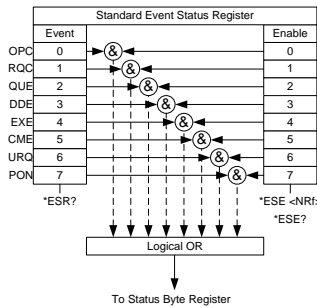 Standard Event Status Register
Event Enable
OPC 0 & 0
RQC 1 & 1
QUE 2 & 2
DDE 3 & 3
EXE 4 & 4
CME 5 & 5
URQ 6 & 6
PON 7 & 7
*ESR? *ESE <NRf:
*ESE?
Logical OR
To Status Byte Register